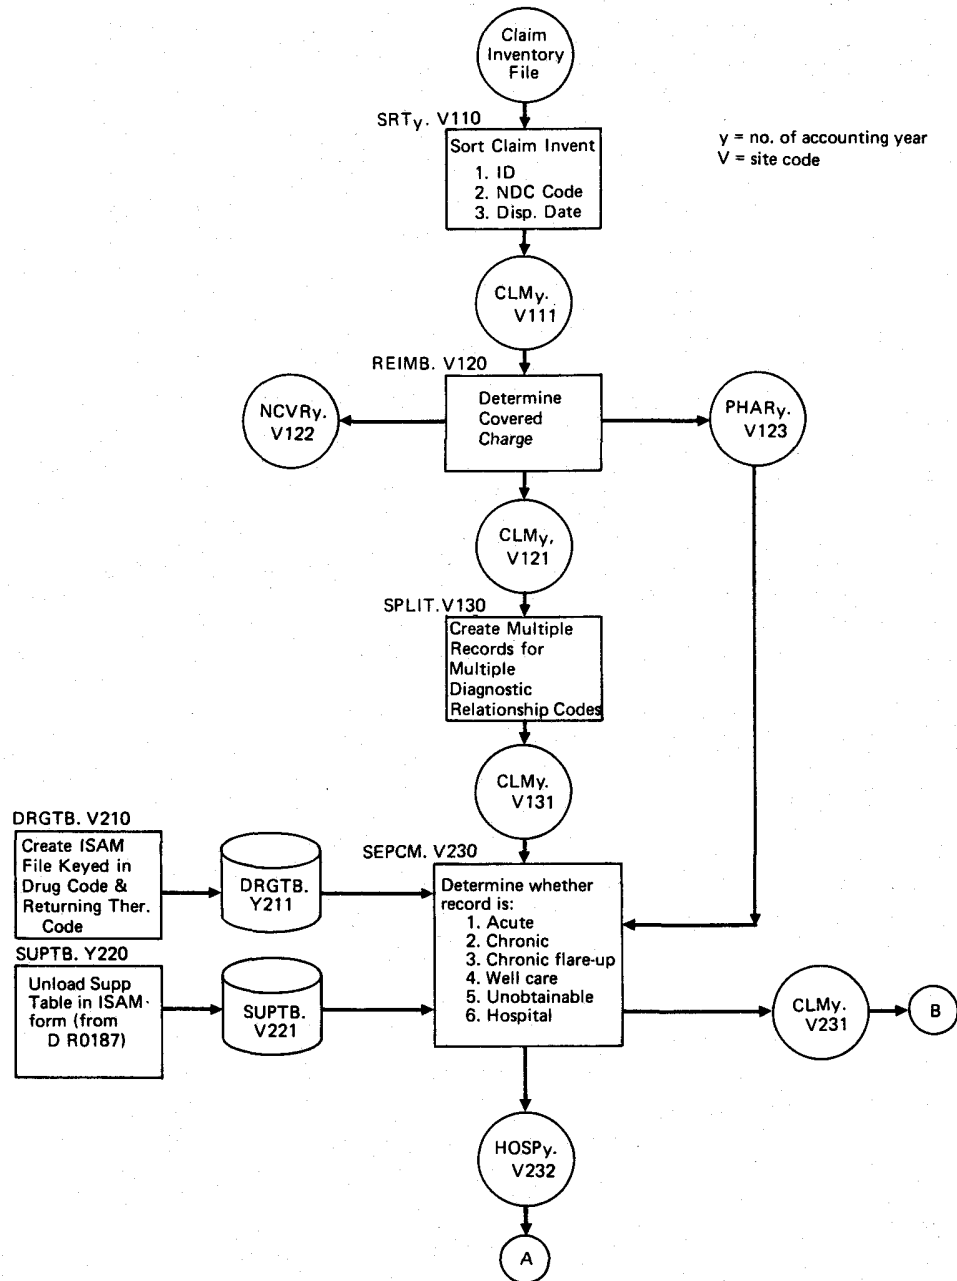 Claim
Inventory
File
SRTy. V110
y = no. of accounting year
V = site code
Sort Claim Invent
1. ID
2. NDC Code
3. Disp. Date
CLMy.
V111
REIMB. V120
NCVRy.
V122
Determine
Covered
Charge
PHARy.
V123
CLMy,
V121
SPLIT.V130
Create Multiple
Records for
Multiple
Diagnostic
Relationship Codes
CLMy.
V131
DRGTB. V210
Create ISAM
File Keyed in
Drug Code &
Returning Ther.
Code
DRGTB.
Y211
SEPCM. V230
Determine whether
record is:
1. Acute
2. Chronic
3. Chronic flare-up
4. Well care
5. Unobtainable
6. Hospital
SUPTB. Y220
Unload Supp
Table in ISAM
form (from
D R0187)
SUPTB.
V221
CLMy.
V231
B
HOSPy.
V232
A